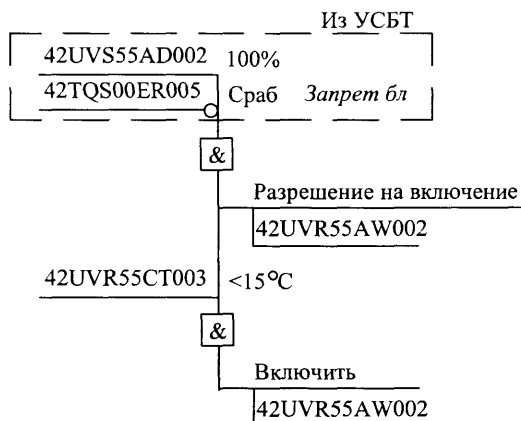 Из УСБТ
42UVS55AD002 100%
42TQS00ER005 Сраб Запрет бл
&
Разрешение на включение
42UVR55AW002
42UVR55CT003 <15°C
&
Включить
42UVR55AW002